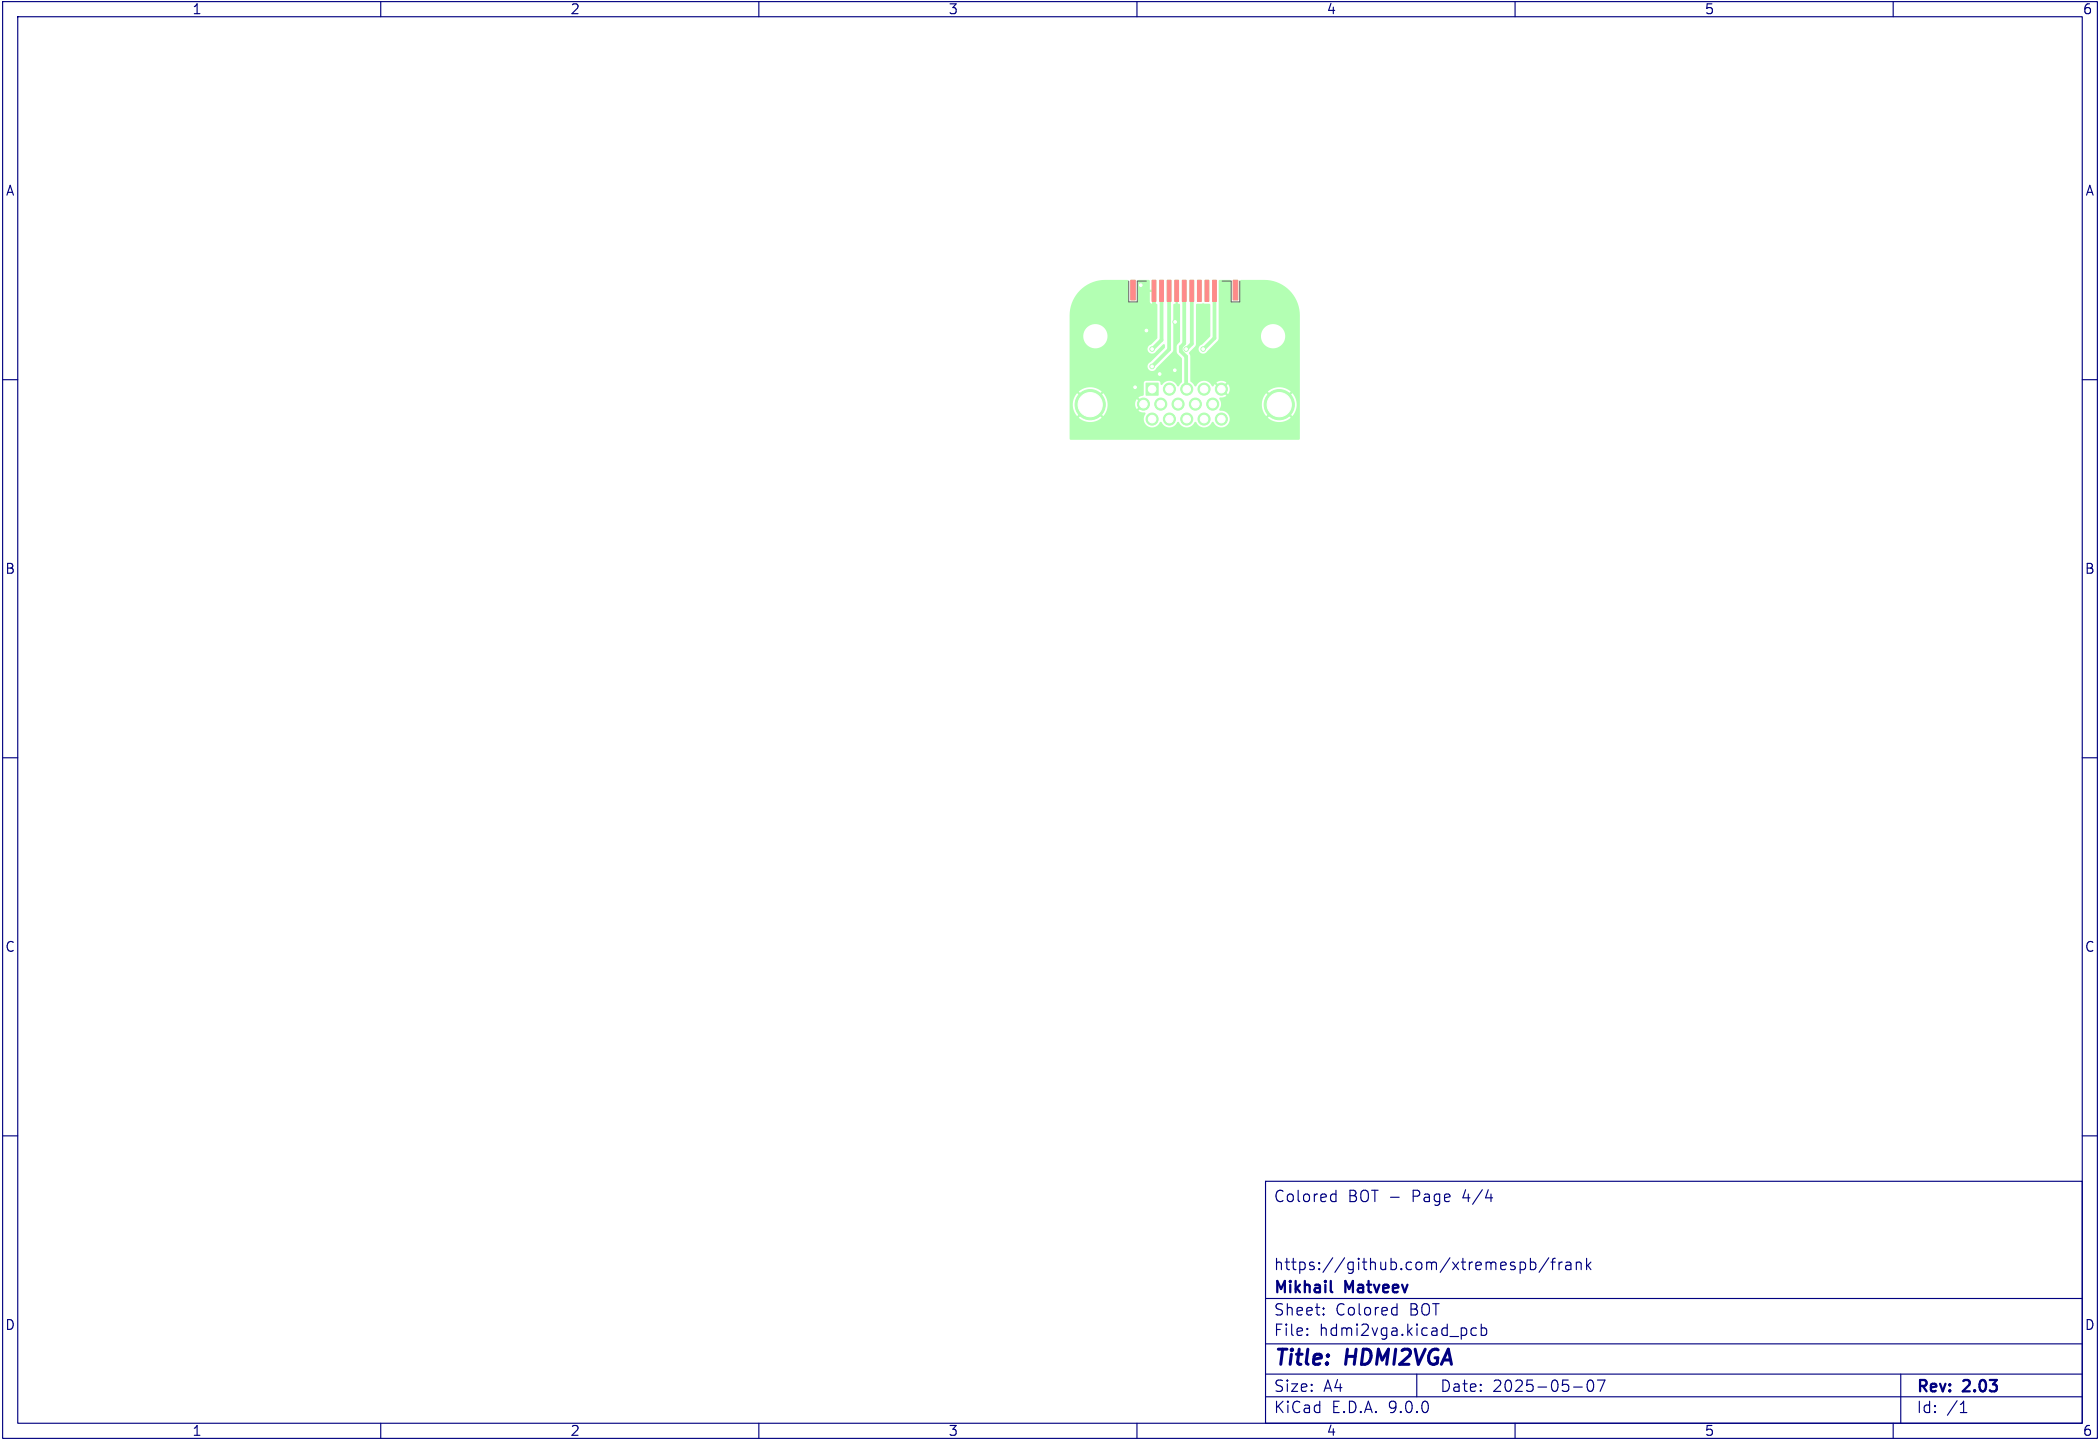 1 2 3 4 5 6
A A
B B
C C
Colored BOT - Page 4/4
https://github.com/xtremespb/frank
Mikhail Matveev
Sheet: Colored BOT
D D
File: hdmi2vga.kicad_pcb
Title: HDMI2VGA
Size: A4 Date: 2025-05-07 Rev: 2.03
KiCad E.D.A. 9.0.0 Id: /1
1 2 3 4 5 6